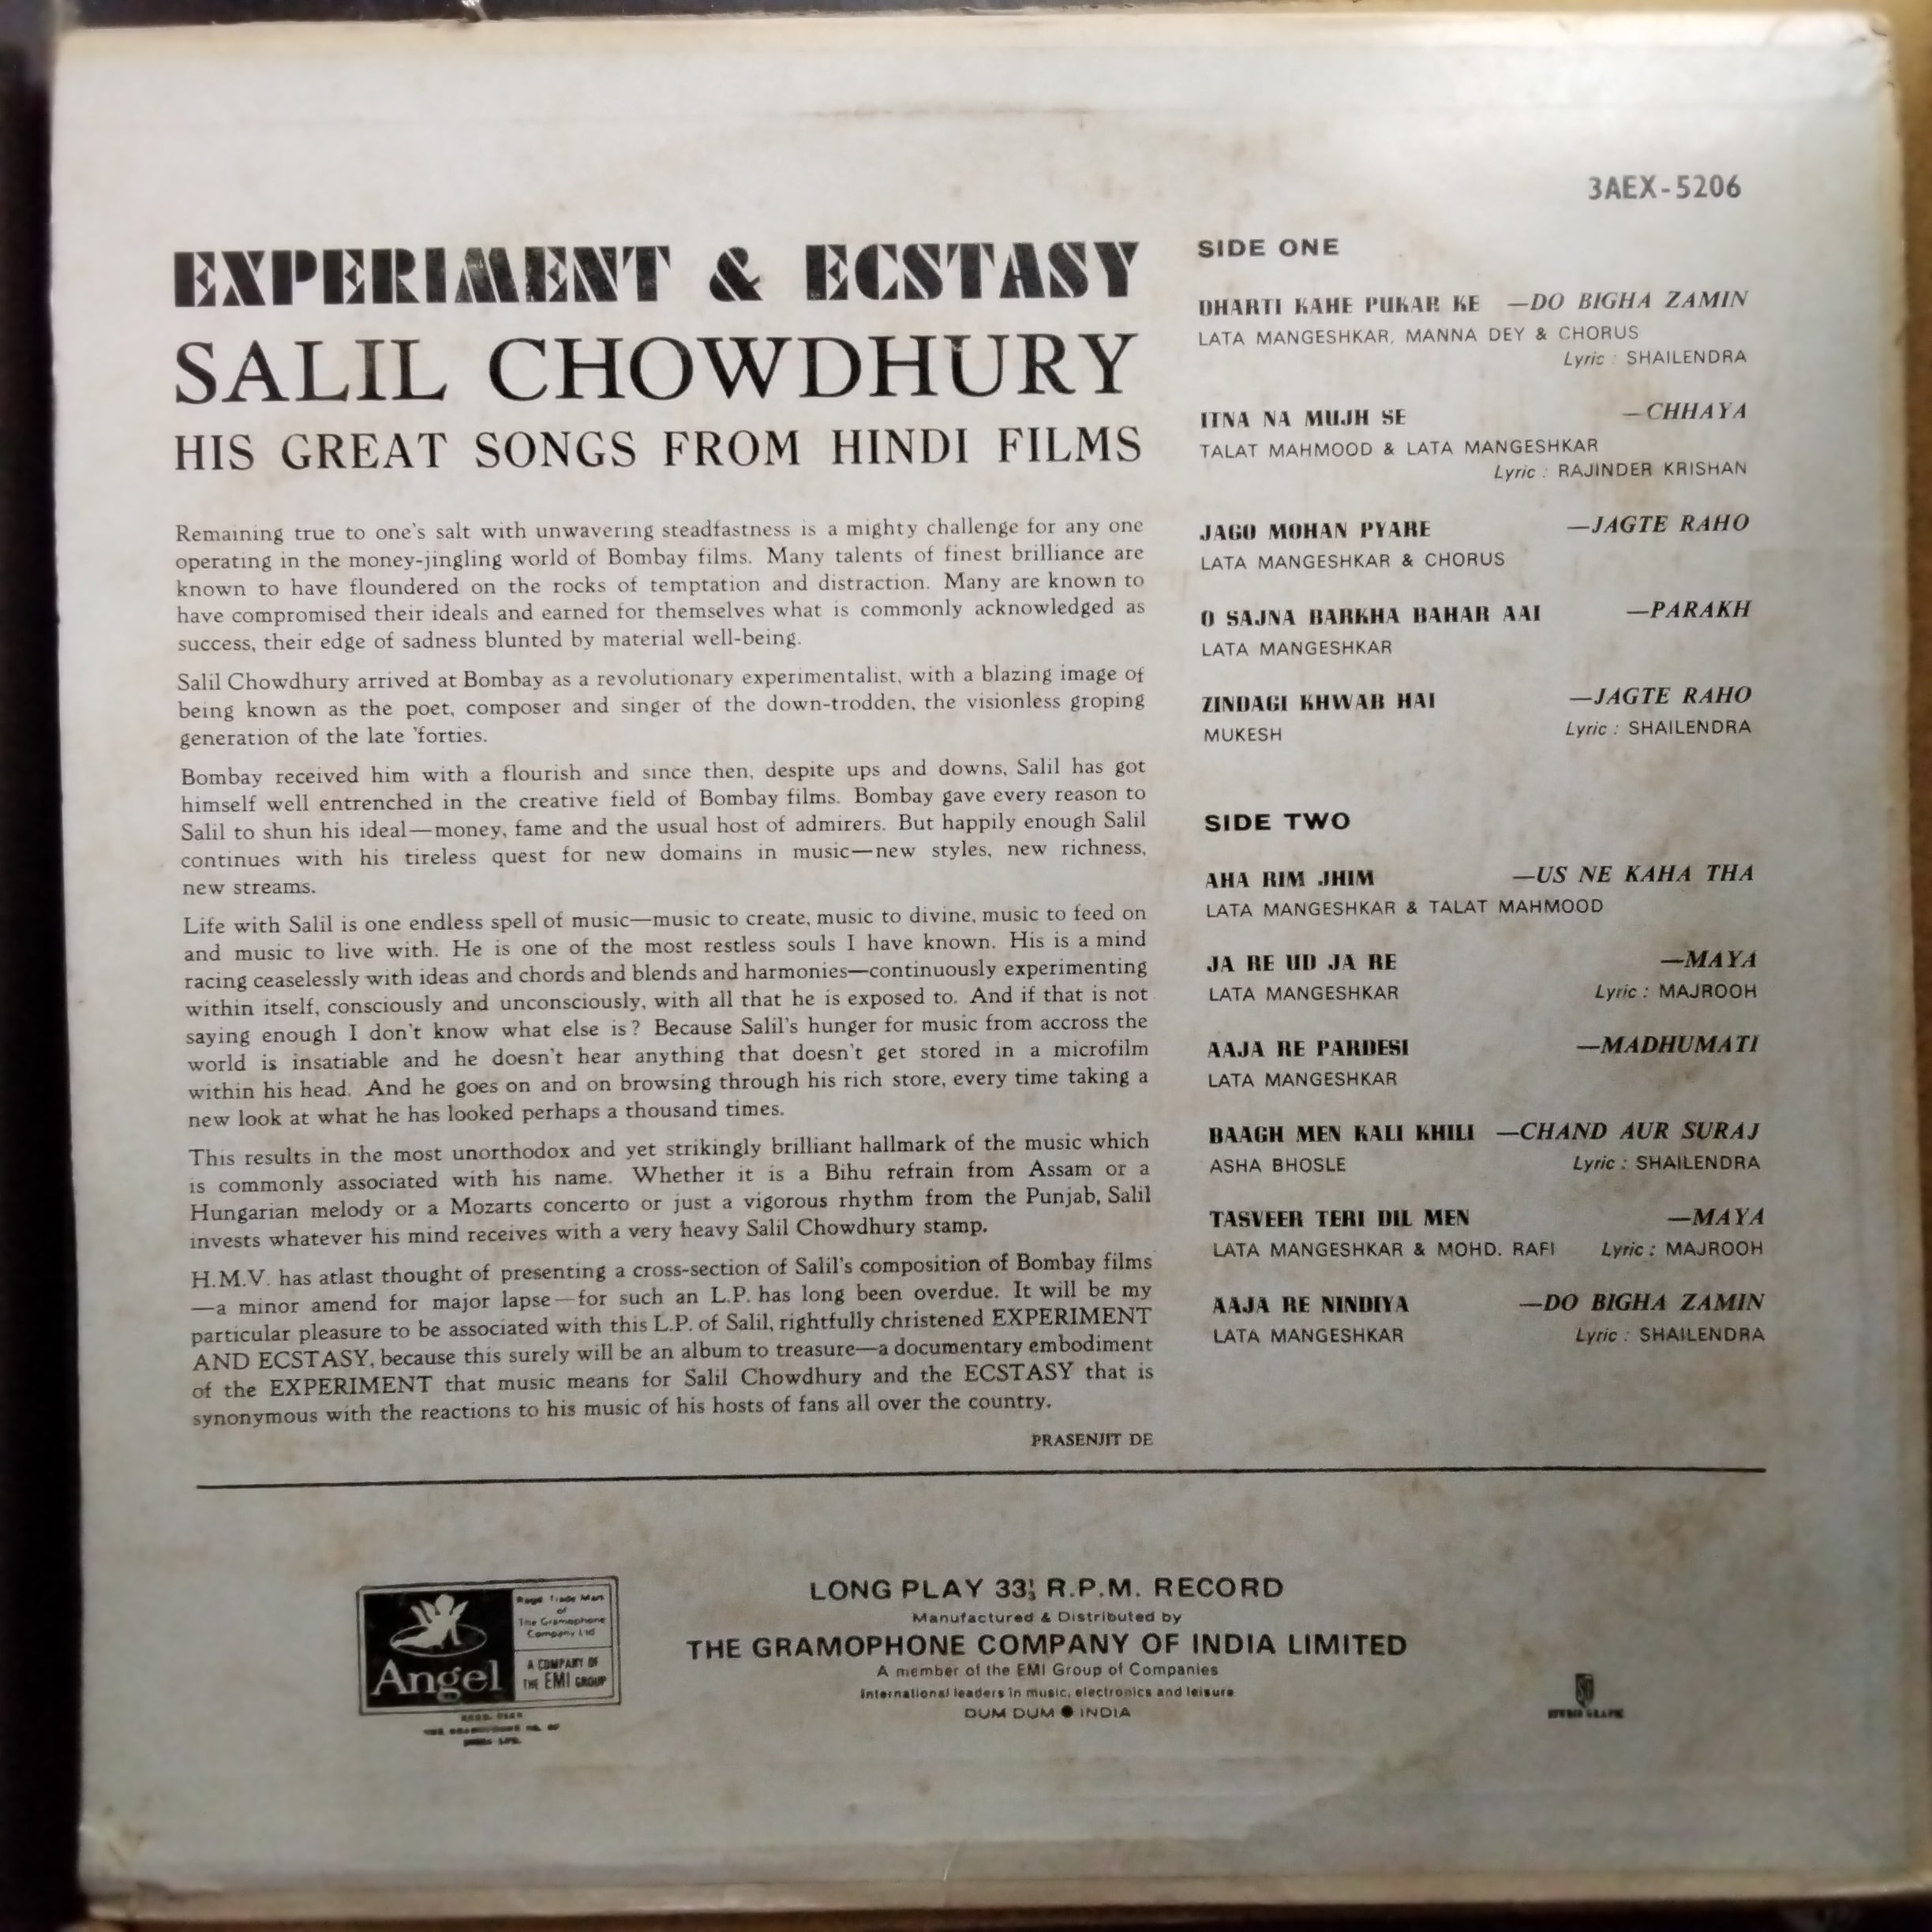 3AEX-5206
EXPERIMENT & ECSTASY
SALIL CHOWDHURY
HIS GREAT SONGS FROM HINDI FILMS
Remaining true to one's salt with unwavering steadfastness is a mighty challenge for any one
operating in the money-jingling world of Bombay films. Many talents of finest brilliance are
known to have floundered on the rocks of temptation and distraction. Many are known to
have compromised their ideals and earned for themselves what is commonly acknowledged as
success, their edge of sadness blunted by material well-being.
Salil Chowdhury arrived at Bombay as a revolutionary experimentalist, with a blazing image of
being known as the poet, composer and singer of the down-trodden, the visionless groping
generation of the late 'forties.
Bombay received him with a flourish and since then, despite ups and downs, Salil has got
himself well entrenched in the creative field of Bombay films. Bombay gave every reason to
Salil to shun his ideal—money, fame and the usual host of admirers. But happily enough Salil
continues with his tireless quest for new domains in music—new styles, new richness,
new streams.
Life with Salil is one endless spell of music—music to create, music to divine, music to feed on
and music to live with. He is one of the most restless souls I have known. His is a mind
racing ceaselessly with ideas and chords and blends and harmonies—continuously experimenting
within itself, consciously and unconsciously, with all that he is exposed to. And if that is not
saying enough I don't know what else is? Because Salil's hunger for music from accross the
world is insatiable and he doesn't hear anything that doesn't get stored in a microfilm
within his head. And he goes on and on browsing through his rich store, every time taking a
new look at what he has looked perhaps a thousand times.
This results in the most unorthodox and yet strikingly brilliant hallmark of the music which
is commonly associated with his name. Whether it is a Bihu refrain from Assam or a
Hungarian melody or a Mozarts concerto or just a vigorous rhythm from the Punjab, Salil
invests whatever his mind receives with a very heavy Salil Chowdhury stamp.
H.M.V. has atlast thought of presenting a cross-section of Salil's composition of Bombay films
—a minor amend for major lapse—for such an L.P. has long been overdue. It will be my
particular pleasure to be associated with this L.P. of Salil, rightfully christened EXPERIMENT
AND ECSTASY, because this surely will be an album to treasure—a documentary embodiment
of the EXPERIMENT that music means for Salil Chowdhury and the ECSTASY that is
synonymous with the reactions to his music of his hosts of fans all over the country.
PRASENJIT DE
SIDE ONE
DHARTI KAHE PUKAR KE —DO BIGHA ZAMIN
LATA MANGESHKAR, MANNA DEY & CHORUS
Lyric : SHAILENDRA
ITNA NA MUJH SE —CHHAYA
TALAT MAHMOOD & LATA MANGESHKAR
Lyric : RAJINDER KRISHAN
JAGO MOHAN PYARE —JAGTE RAHO
LATA MANGESHKAR & CHORUS
O SAJNA BARKHA BAHAR AAI —PARAKH
LATA MANGESHKAR
ZINDAGI KHWAB HAI —JAGTE RAHO
MUKESH Lyric : SHAILENDRA
SIDE TWO
AHA RIM JHIM —US NE KAHA THA
LATA MANGESHKAR & TALAT MAHMOOD
JA RE UD JA RE —MAYA
LATA MANGESHKAR Lyric : MAJROOH
AAJA RE PARDESI —MADHUMATI
LATA MANGESHKAR
BAAGH MEN KALI KHILI —CHAND AUR SURAJ
ASHA BHOSLE Lyric : SHAILENDRA
TASVEER TERI DIL MEN —MAYA
LATA MANGESHKAR & MOHD. RAFI Lyric : MAJROOH
AAJA RE NINDIYA —DO BIGHA ZAMIN
LATA MANGESHKAR Lyric : SHAILENDRA
Angel
Regd Trade Mark
of
The Gramophone
Company Ltd
A COMPANY OF
THE EMI GROUP
LONG PLAY 33⅓ R.P.M. RECORD
Manufactured & Distributed by
THE GRAMOPHONE COMPANY OF INDIA LIMITED
A member of the EMI Group of Companies
International leaders in music, electronics and leisure
DUM DUM ● INDIA